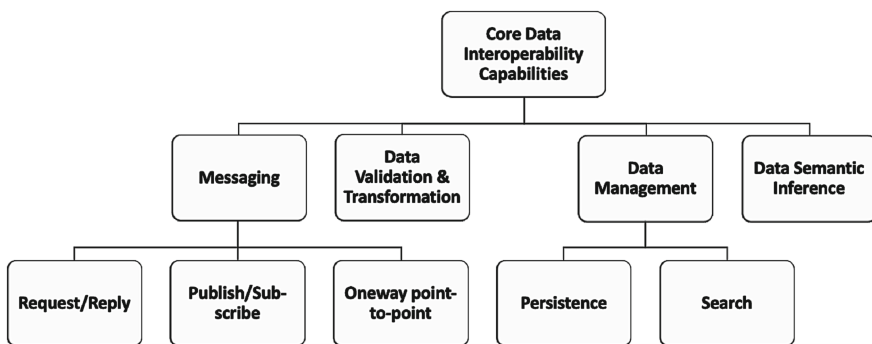 Core Data
Interoperability
Capabilities
Messaging
Data
Validation &
Transformation
Data
Management
Data Semantic
Inference
Request/Reply
Publish/Sub-
scribe
Oneway point-
to-point
Persistence
Search